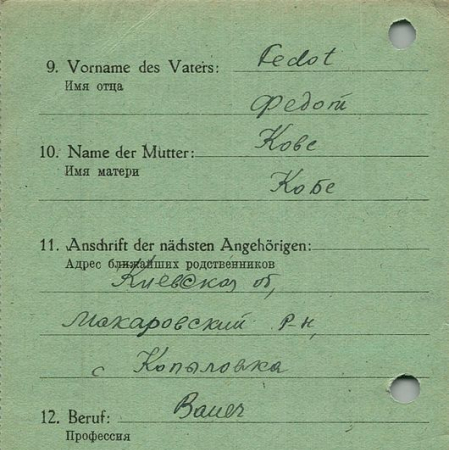 9. Vorname des Vaters: Fedot
Имя отца
Федот
10. Name der Mutter: Кове
Имя матери
Кове
11. Anschrift der nächsten Angehörigen:
Адрес ближайших родственников
Киевская об,
Макаровский р-н,
с Копыловка
12. Beruf: Bauer
Профессия